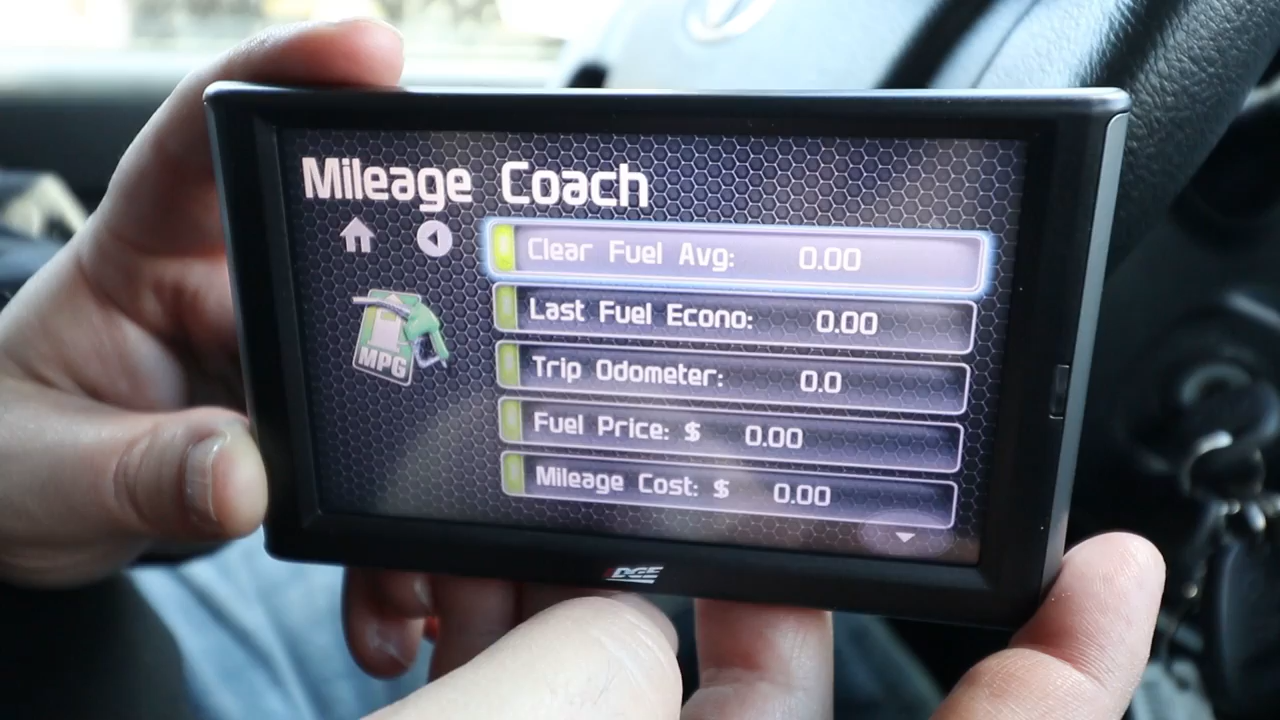 Mileage Coach
Clear Fuel Avg: 0.00
Last Fuel Econo: 0.00
MPG
Trip Odometer: 0.0
Fuel Price: $ 0.00
Mileage Cost: $ 0.00
EDGE